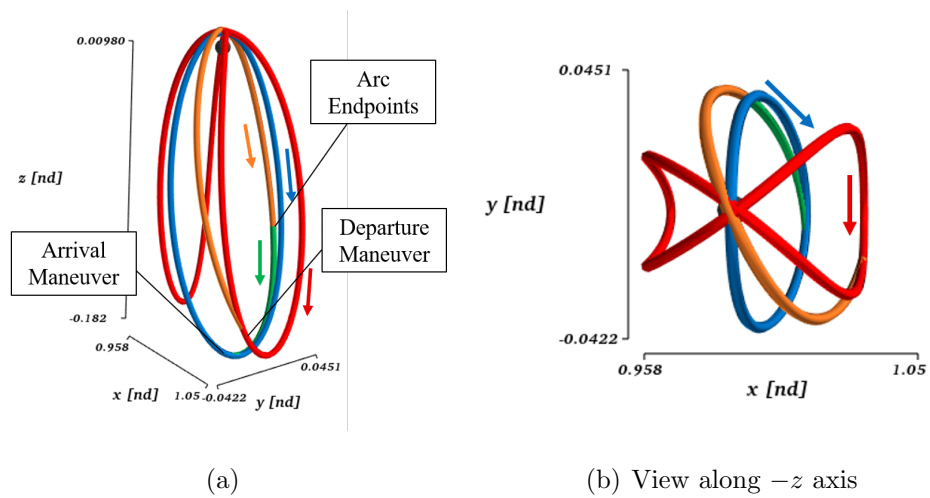 0.00980
z [nd]
-0.182
0.958
x [nd]
1.05
-0.0422
y [nd]
0.0451
Arc
Endpoints
Departure
Maneuver
Arrival
Maneuver
(a)
0.0451
y [nd]
-0.0422
0.958
x [nd]
1.05
(b) View along −z axis